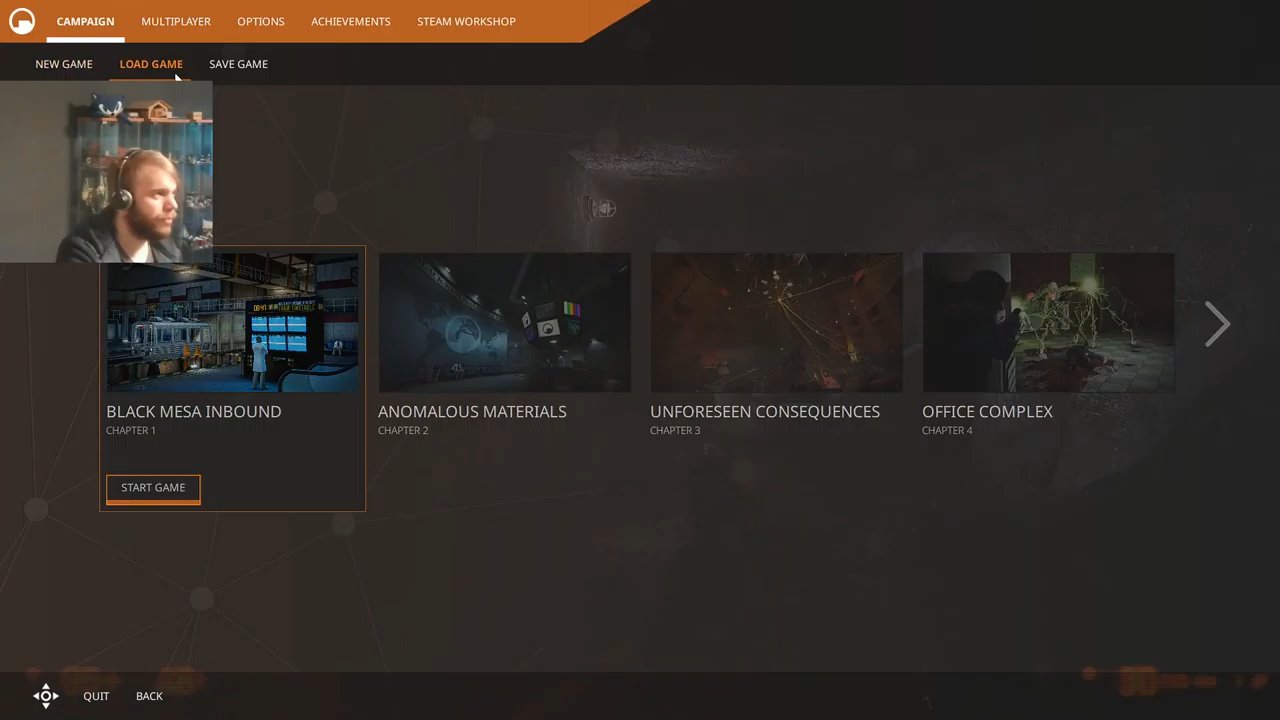 CAMPAIGN MULTIPLAYER OPTIONS ACHIEVEMENTS STEAM WORKSHOP
NEW GAME LOAD GAME SAVE GAME
BLACK MESA INBOUND
CHAPTER 1
START GAME
ANOMALOUS MATERIALS
CHAPTER 2
UNFORESEEN CONSEQUENCES
CHAPTER 3
OFFICE COMPLEX
CHAPTER 4
QUIT BACK